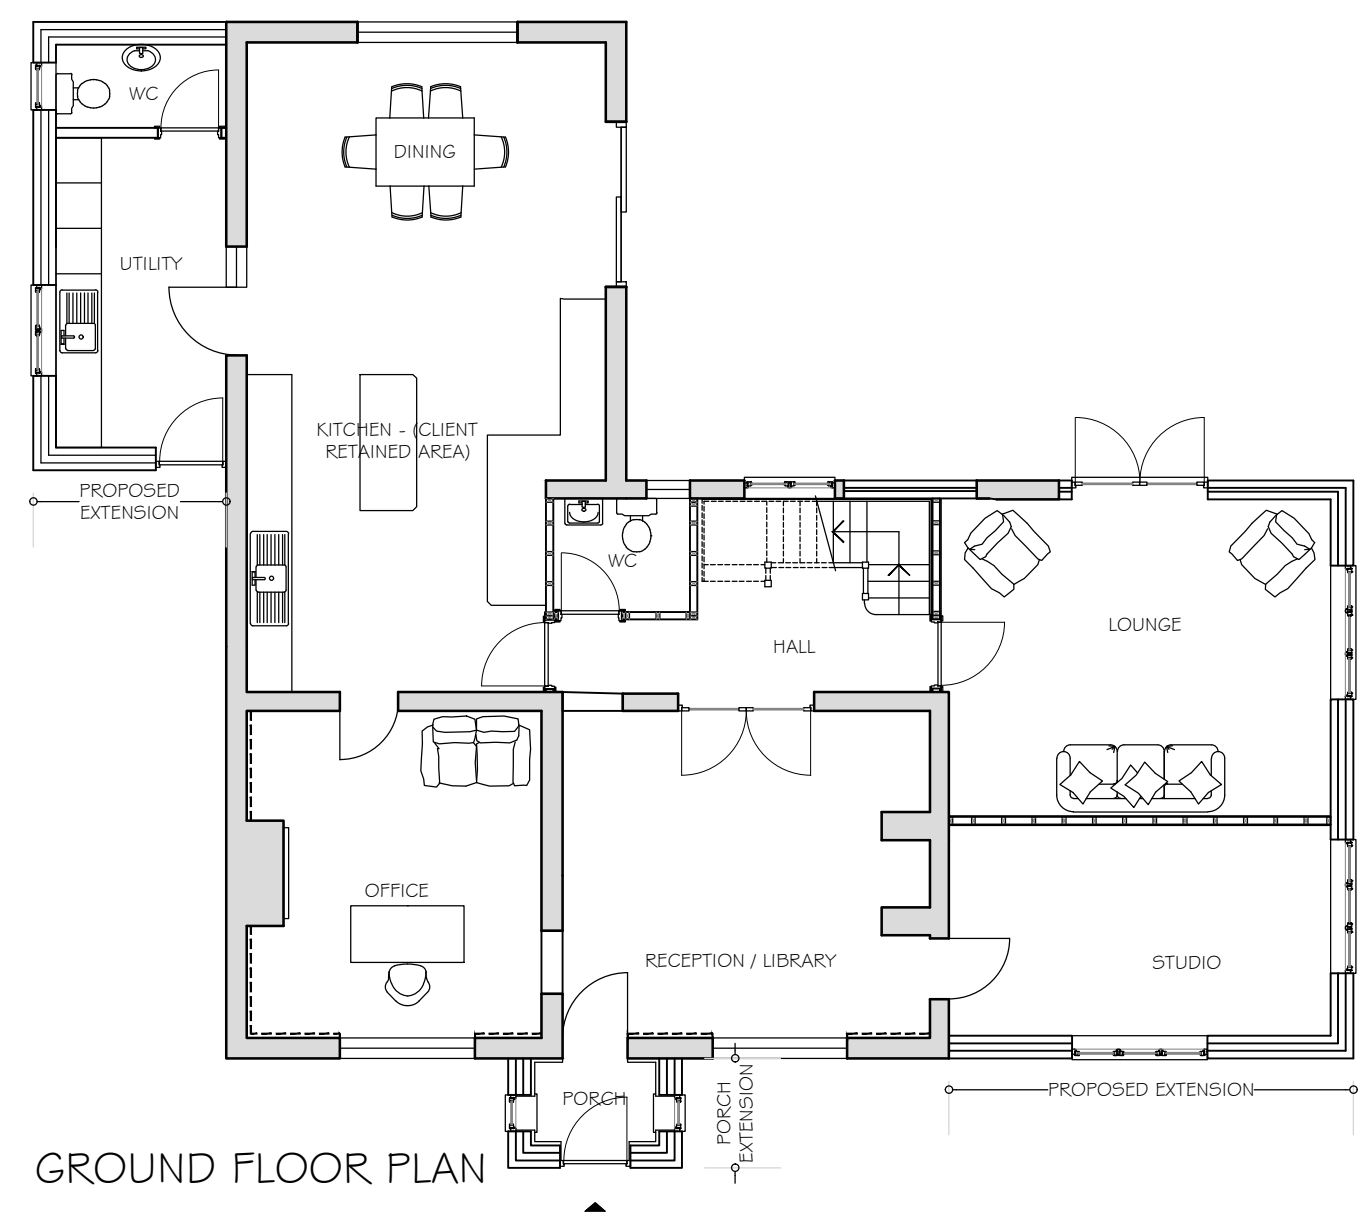 WC
DINING
UTILITY
KITCHEN - (CLIENT
RETAINED AREA)
PROPOSED
EXTENSION
WC
HALL
LOUNGE
OFFICE
RECEPTION / LIBRARY
STUDIO
PORCH
PORCH
EXTENSION
PROPOSED EXTENSION
GROUND FLOOR PLAN